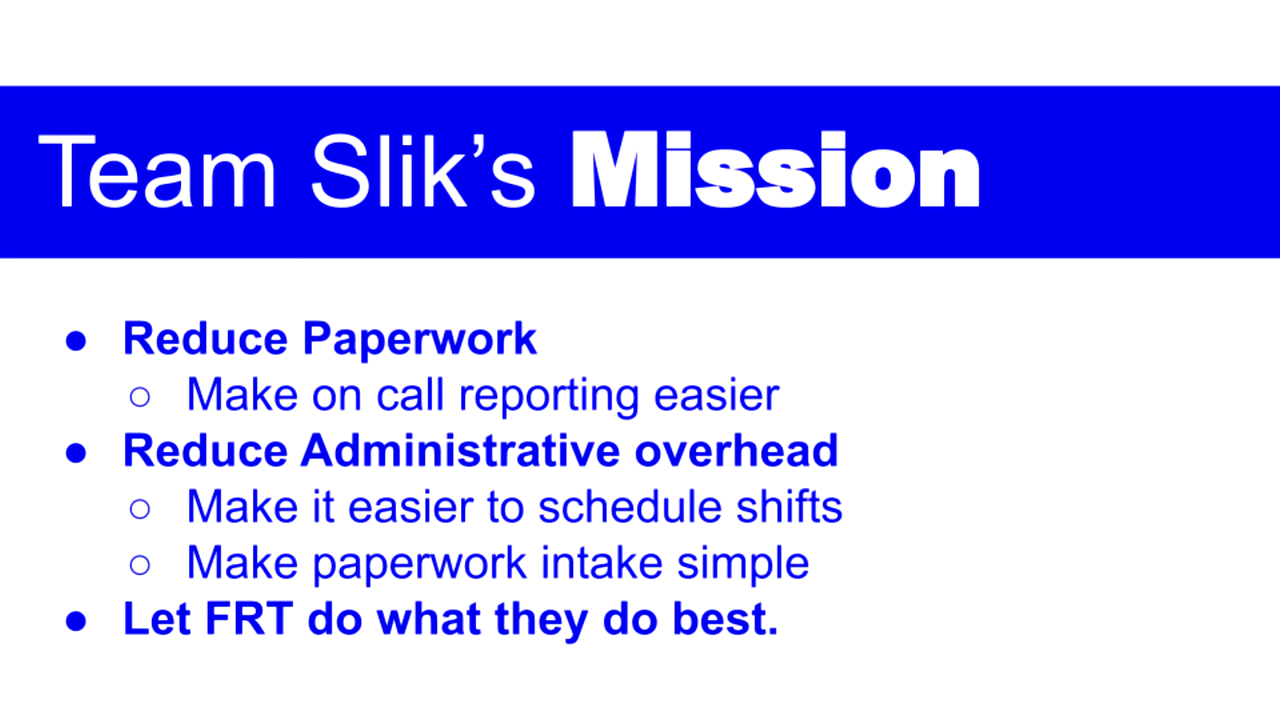 Team Slik’s Mission
● Reduce Paperwork
○ Make on call reporting easier
● Reduce Administrative overhead
○ Make it easier to schedule shifts
○ Make paperwork intake simple
● Let FRT do what they do best.